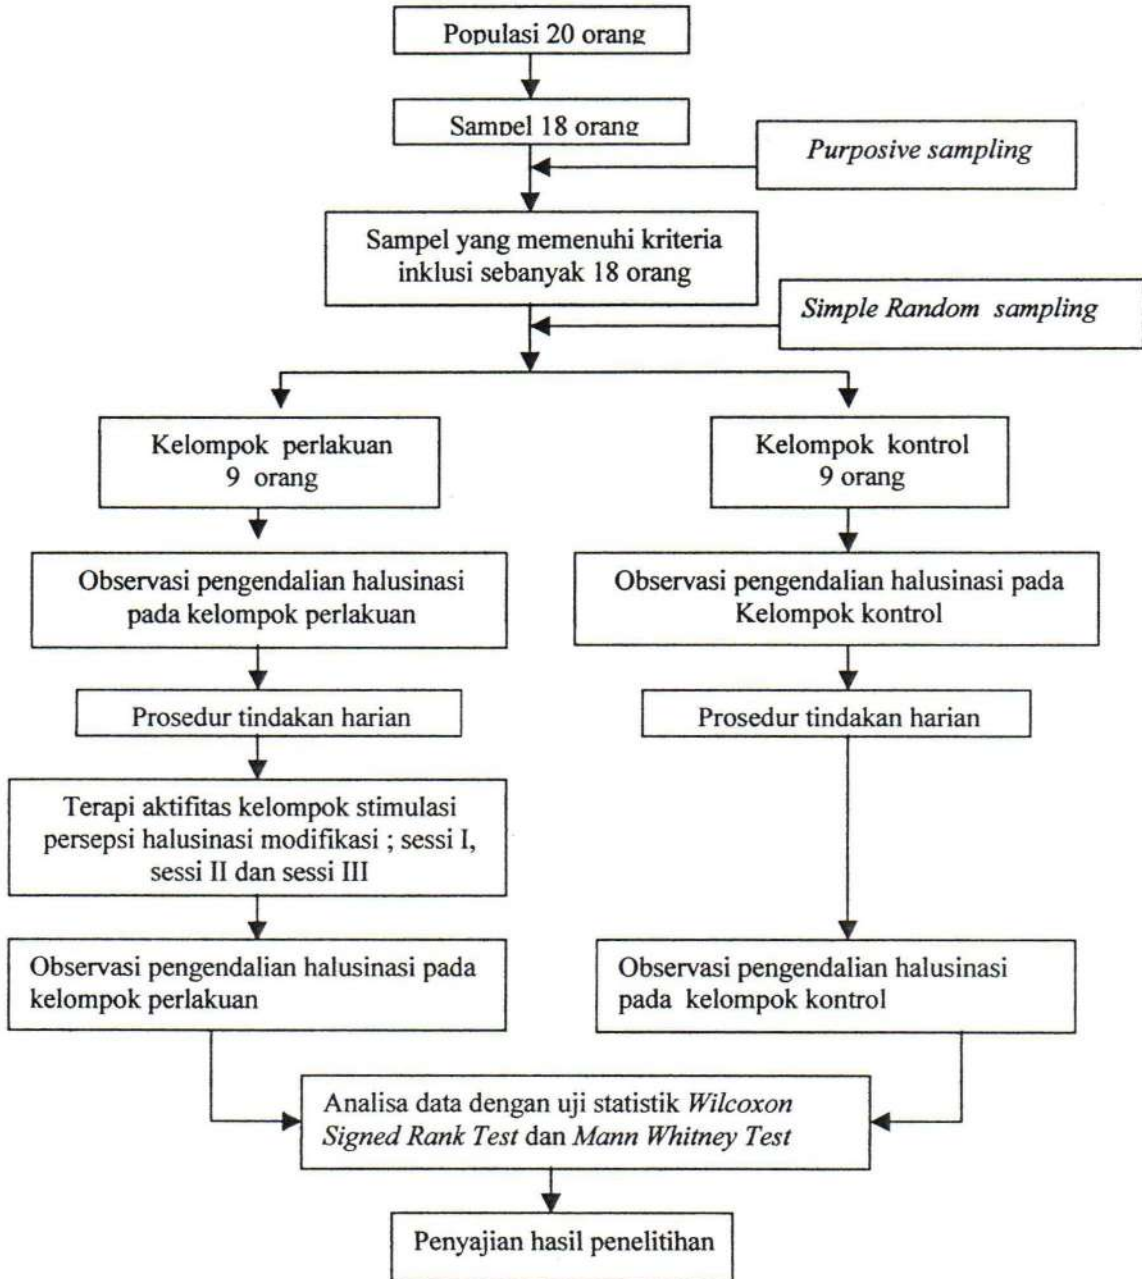 Populasi 20 orang
Sampel 18 orang
Purposive sampling
Sampel yang memenuhi kriteria
inklusi sebanyak 18 orang
Simple Random sampling
Kelompok perlakuan
9 orang
Kelompok kontrol
9 orang
Observasi pengendalian halusinasi
pada kelompok perlakuan
Observasi pengendalian halusinasi pada
Kelompok kontrol
Prosedur tindakan harian
Prosedur tindakan harian
Terapi aktifitas kelompok stimulasi
persepsi halusinasi modifikasi ; sessi I,
sessi II dan sessi III
Observasi pengendalian halusinasi pada
kelompok perlakuan
Observasi pengendalian halusinasi
pada kelompok kontrol
Analisa data dengan uji statistik Wilcoxon
Signed Rank Test dan Mann Whitney Test
Penyajian hasil penelitihan